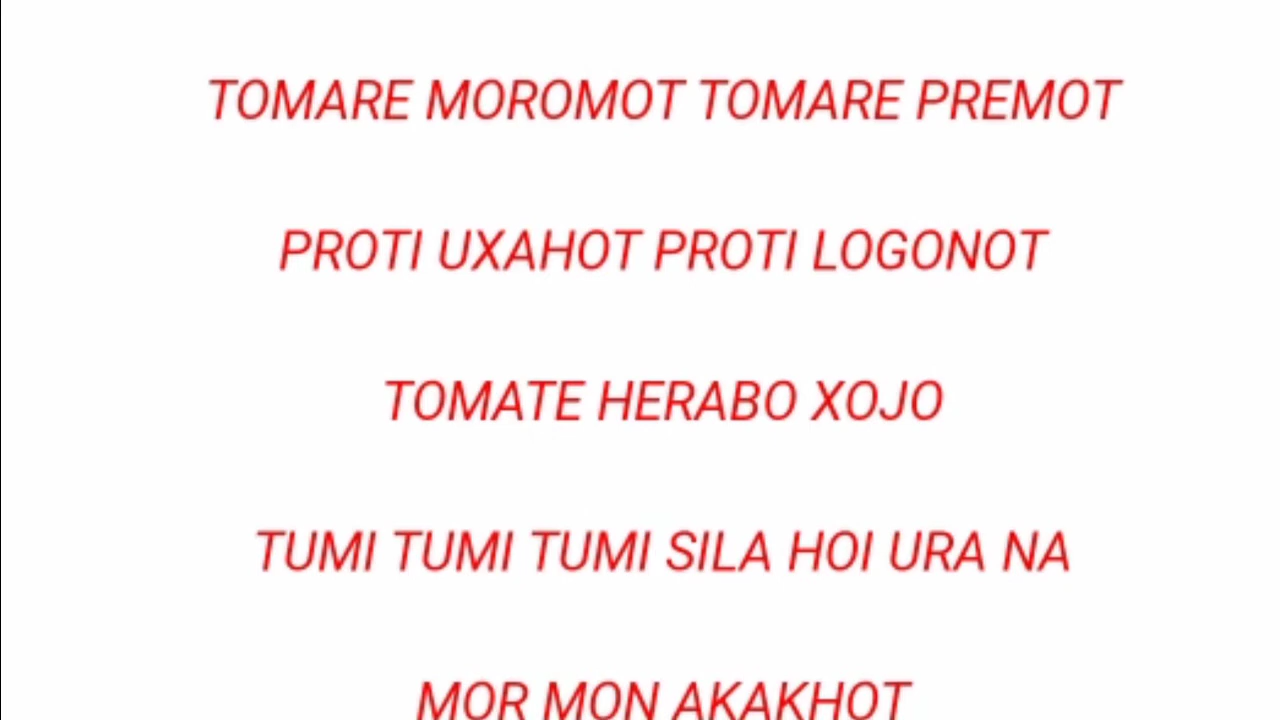 TOMARE MOROMOT TOMARE PREMOT
PROTI UXAHOT PROTI LOGONOT
TOMATE HERABO XOJO
TUMI TUMI TUMI SILA HOI URA NA
MOR MON AKAKHOT